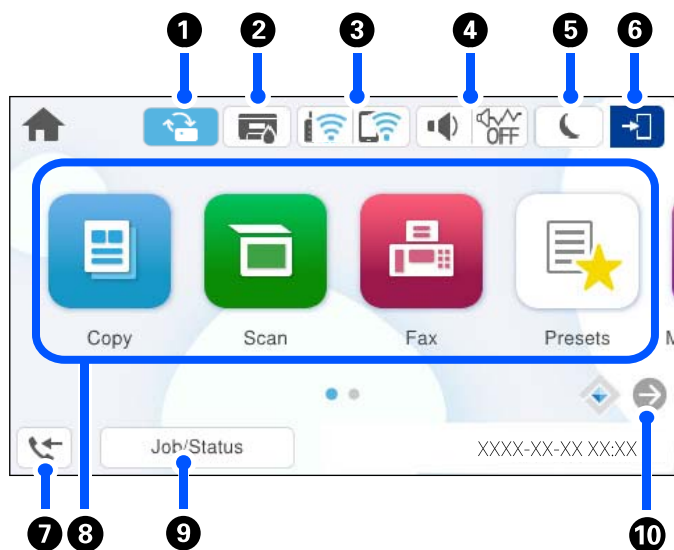 1 2 3 4 5 6
OFF
Copy Scan Fax Presets M
Job/Status XXXX-XX-XX XX:XX
7 8 9 10